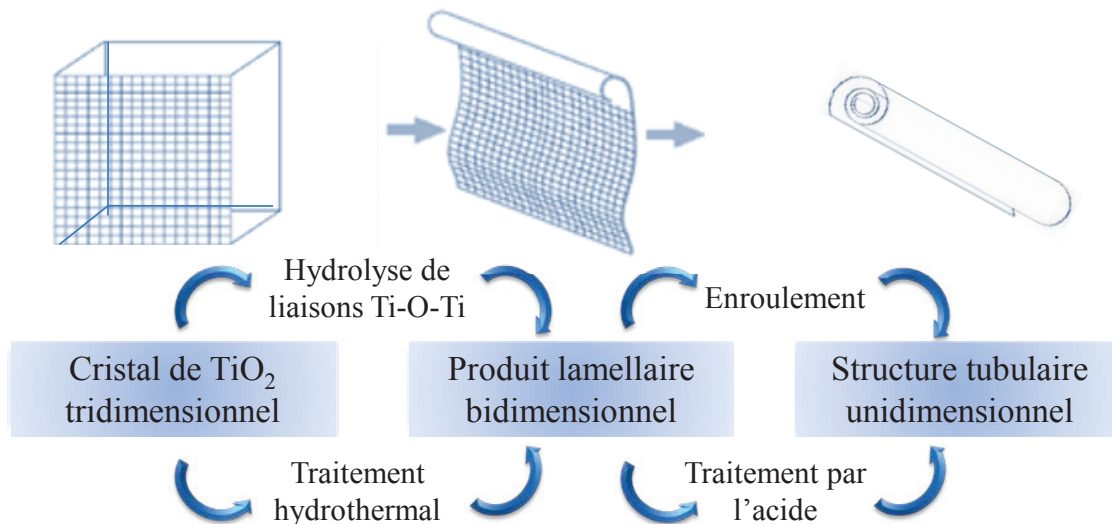 Hydrolyse de
liaisons Ti-O-Ti
Enroulement
Cristal de TiO₂
tridimensionnel
Produit lamellaire
bidimensionnel
Structure tubulaire
unidimensionnel
Traitement
hydrothermal
Traitement par
l’acide